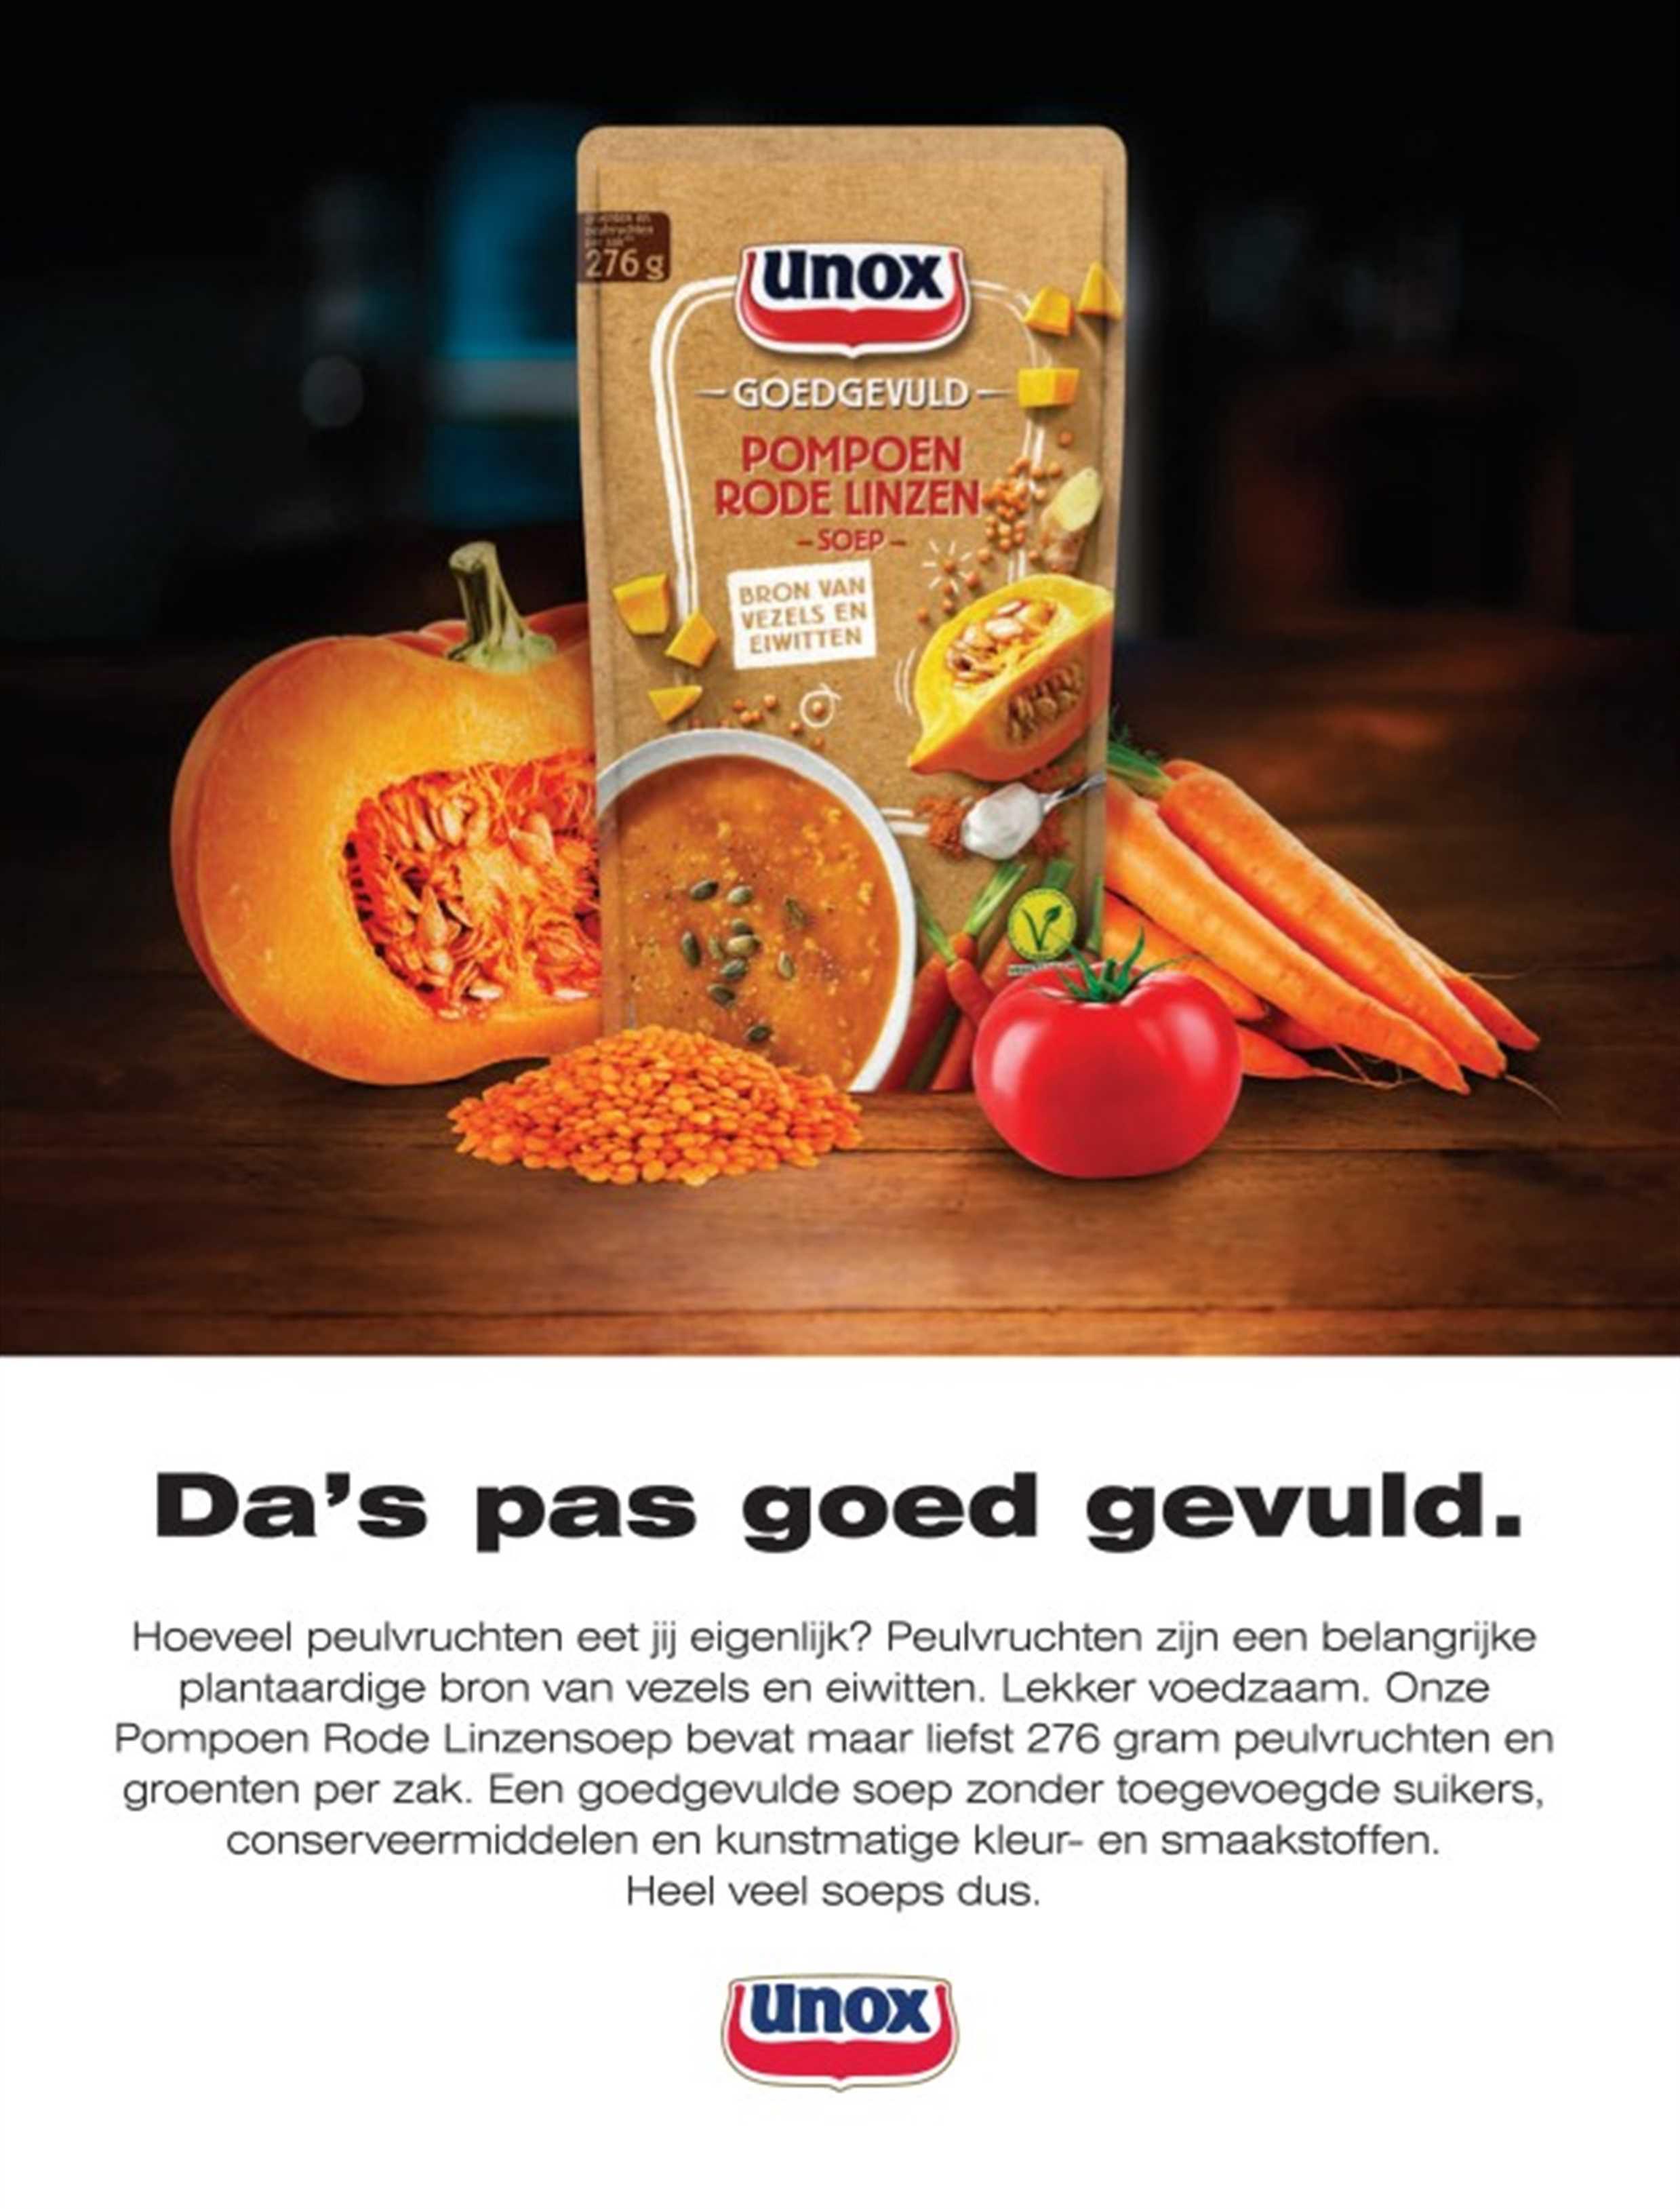 276 g
unox
GOEDGEVULD
POMPOEN
RODE LINZEN
- SOEP -
BRON VAN
VEZELS EN
EIWITTEN
Da's pas goed gevuld.
Hoeveel peulvruchten eet jij eigenlijk? Peulvruchten zijn een belangrijke
plantaardige bron van vezels en eiwitten. Lekker voedzaam. Onze
Pompoen Rode Linzensoep bevat maar liefst 276 gram peulvruchten en
groenten per zak. Een goedgevulde soep zonder toegevoegde suikers,
conserveermiddelen en kunstmatige kleur- en smaakstoffen.
Heel veel soeps dus.
unox